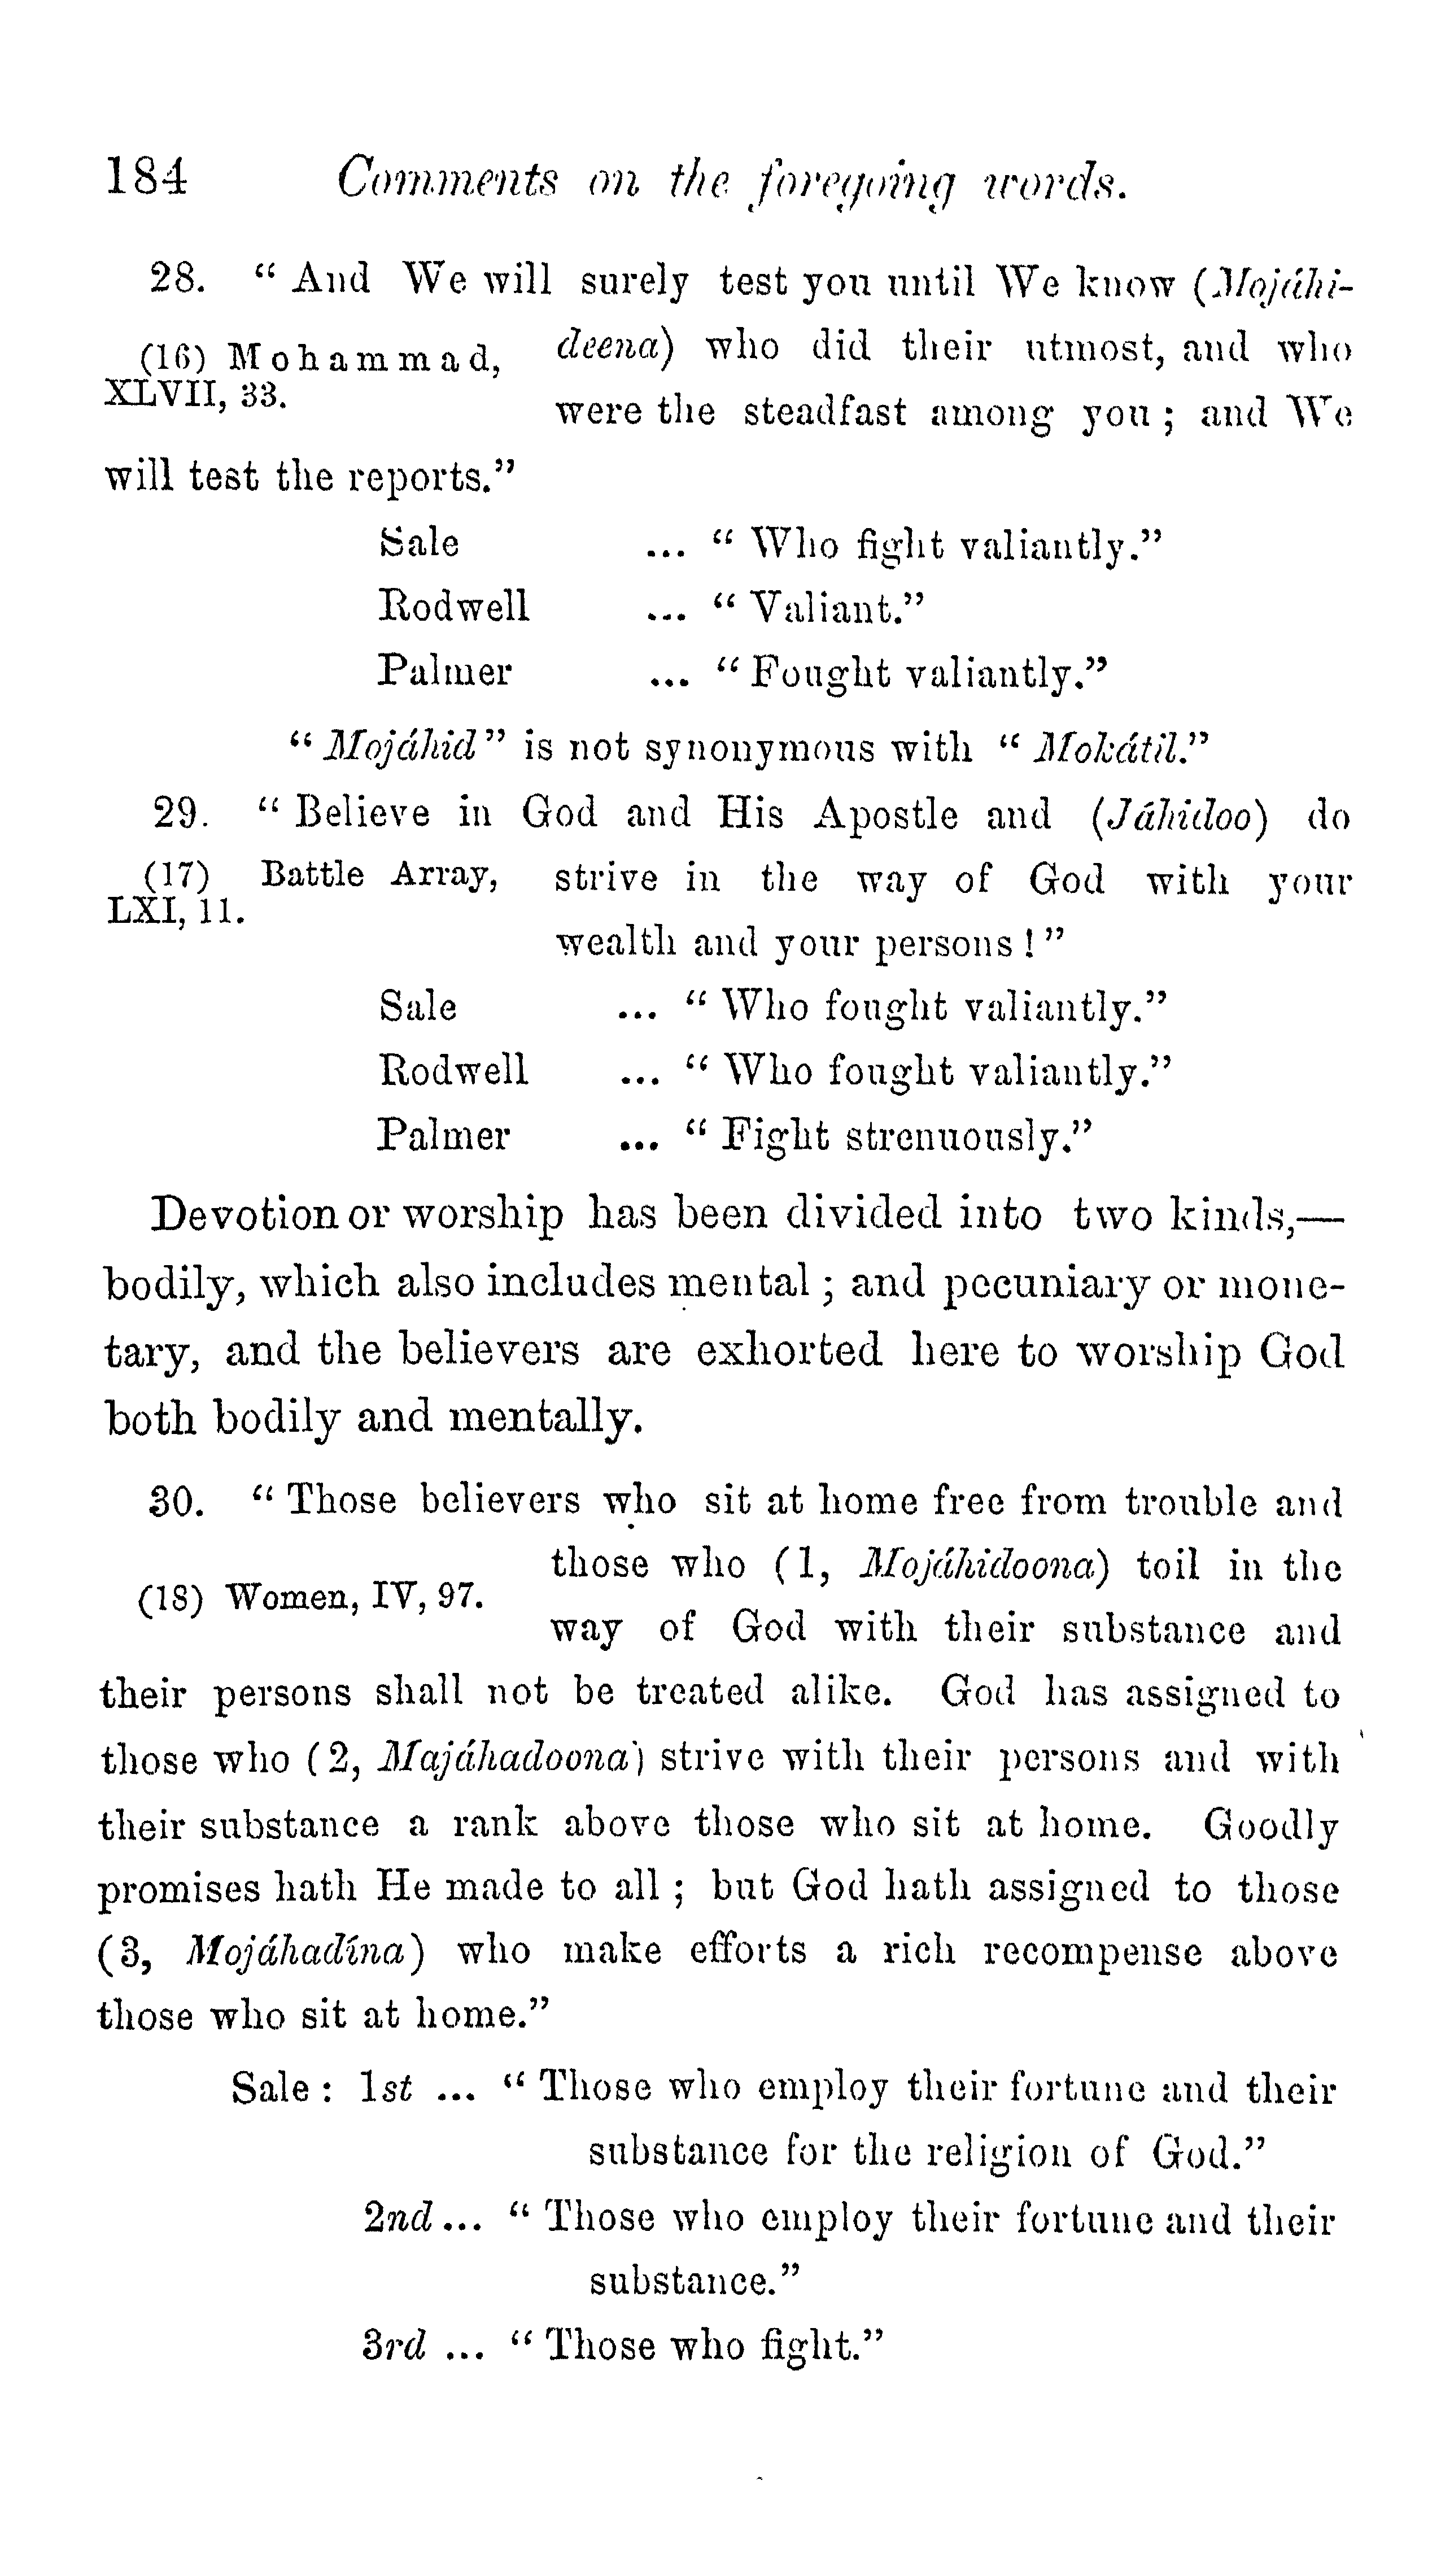 184 Comments on the foregoing words.
28. “ And We will surely test you until We know (Mojáhi-
(16) Mohammad,
XLVII, 33.
deena) who did their utmost, and who
were the steadfast among you ; and We
will test the reports.”
Sale ... “ Who fight valiantly.”
Rodwell ... “ Valiant.”
Palmer ... “ Fought valiantly.”
“ Mojáhid ” is not synonymous with “ Mokátil.”
29. “ Believe in God and His Apostle and (Jáhidoo) do
(17) Battle Array,
LXI, 11.
strive in the way of God with your
wealth and your persons ! ”
Sale ... “ Who fought valiantly.”
Rodwell ... “ Who fought valiantly.”
Palmer ... “ Fight strenuously.”
Devotion or worship has been divided into two kinds,—
bodily, which also includes mental ; and pecuniary or mone-
tary, and the believers are exhorted here to worship God
both bodily and mentally.
30. “ Those believers who sit at home free from trouble and
(18) Women, IV, 97.
those who (1, Mojáhidoona) toil in the
way of God with their substance and
their persons shall not be treated alike. God has assigned to
those who (2, Majáhadoona) strive with their persons and with
their substance a rank above those who sit at home. Goodly
promises hath He made to all ; but God hath assigned to those
(3, Mojáhadína) who make efforts a rich recompense above
those who sit at home.”
Sale : 1st ... “ Those who employ their fortune and their
substance for the religion of God.”
2nd ... “ Those who employ their fortune and their
substance.”
3rd ... “ Those who fight.”